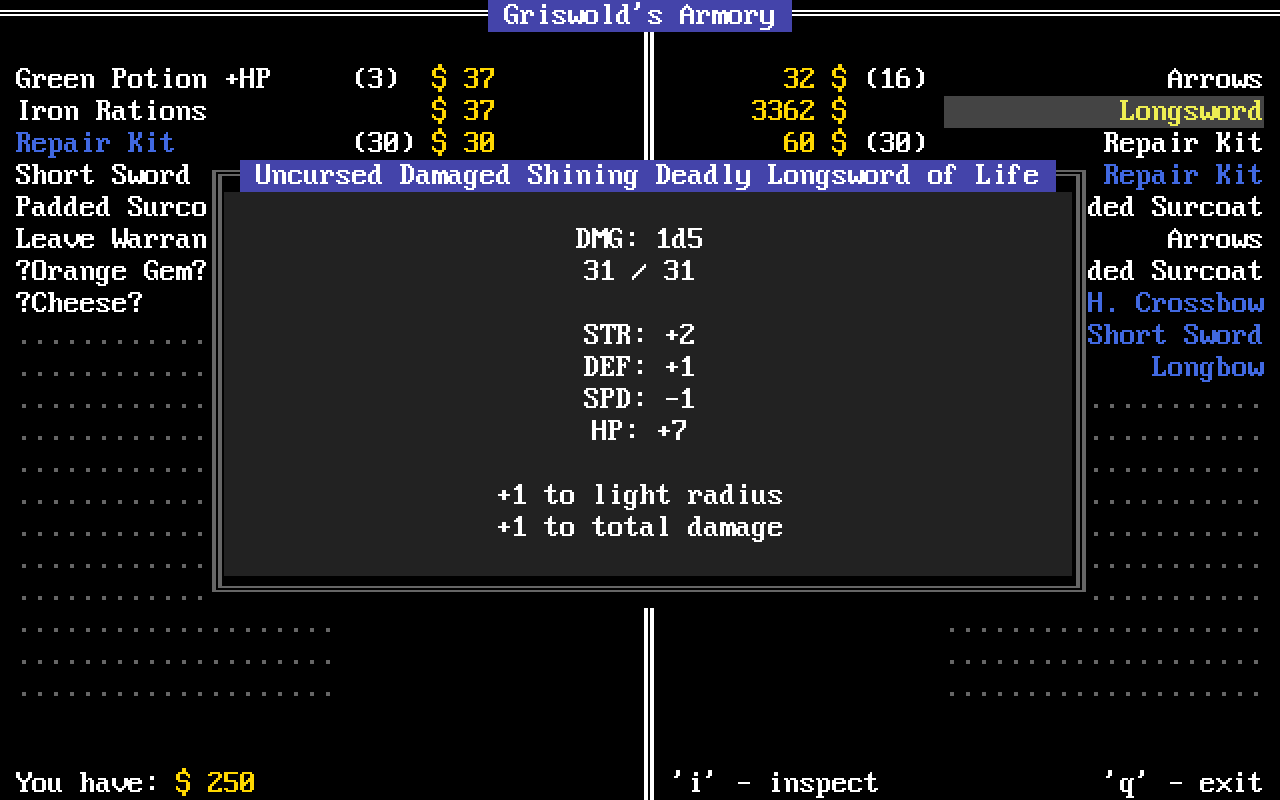 Griswold's Armory
Green Potion +HP (3) $ 37 32 $ (16) Arrows
Iron Rations $ 37 3362 $ Longsword
Repair Kit (30) $ 30 60 $ (30) Repair Kit
Short Sword Uncursed Damaged Shining Deadly Longsword of Life Repair Kit
Padded Surco ded Surcoat
Leave Warran DMG: 1d5 Arrows
?Orange Gem? 31 / 31 ded Surcoat
?Cheese? H. Crossbow
STR: +2 Short Sword
DEF: +1 Longbow
SPD: -1
HP: +7
+1 to light radius
+1 to total damage
You have: $ 250 'i' - inspect 'q' - exit